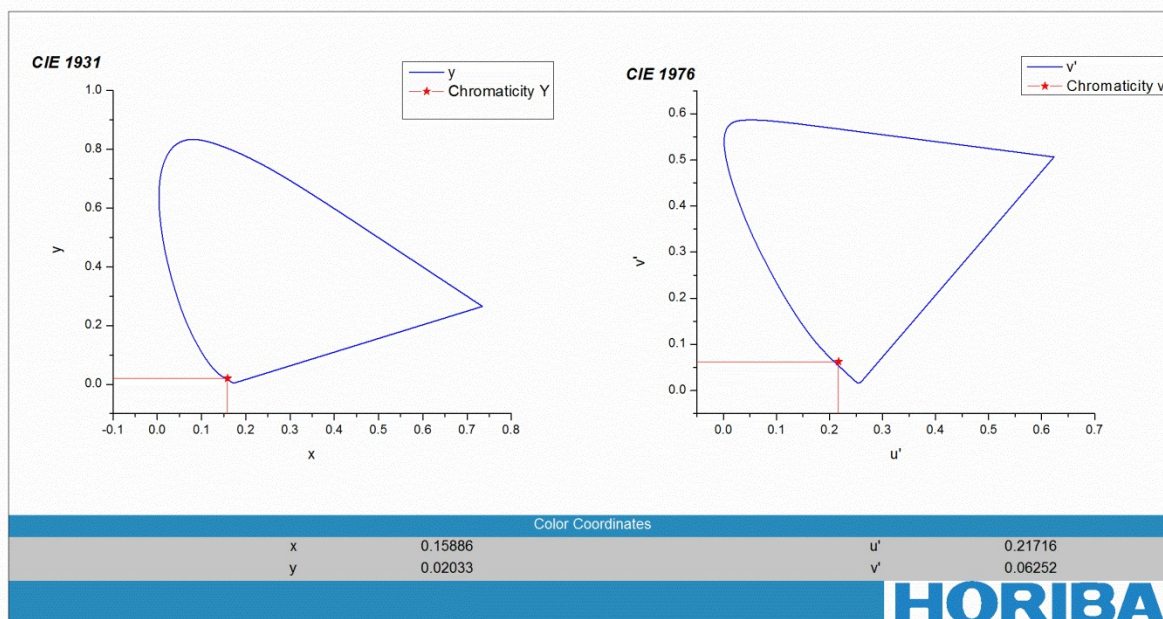 CIE 1931
y
Chromaticity Y
1.0
0.8
0.6
0.4
0.2
0.0
y
-0.1 0.0 0.1 0.2 0.3 0.4 0.5 0.6 0.7 0.8
x
CIE 1976
v'
Chromaticity v
0.6
0.5
0.4
0.3
0.2
0.1
0.0
v'
0.0 0.1 0.2 0.3 0.4 0.5 0.6 0.7
u'
Color Coordinates
x 0.15886 u' 0.21716
y 0.02033 v' 0.06252
HORIBA